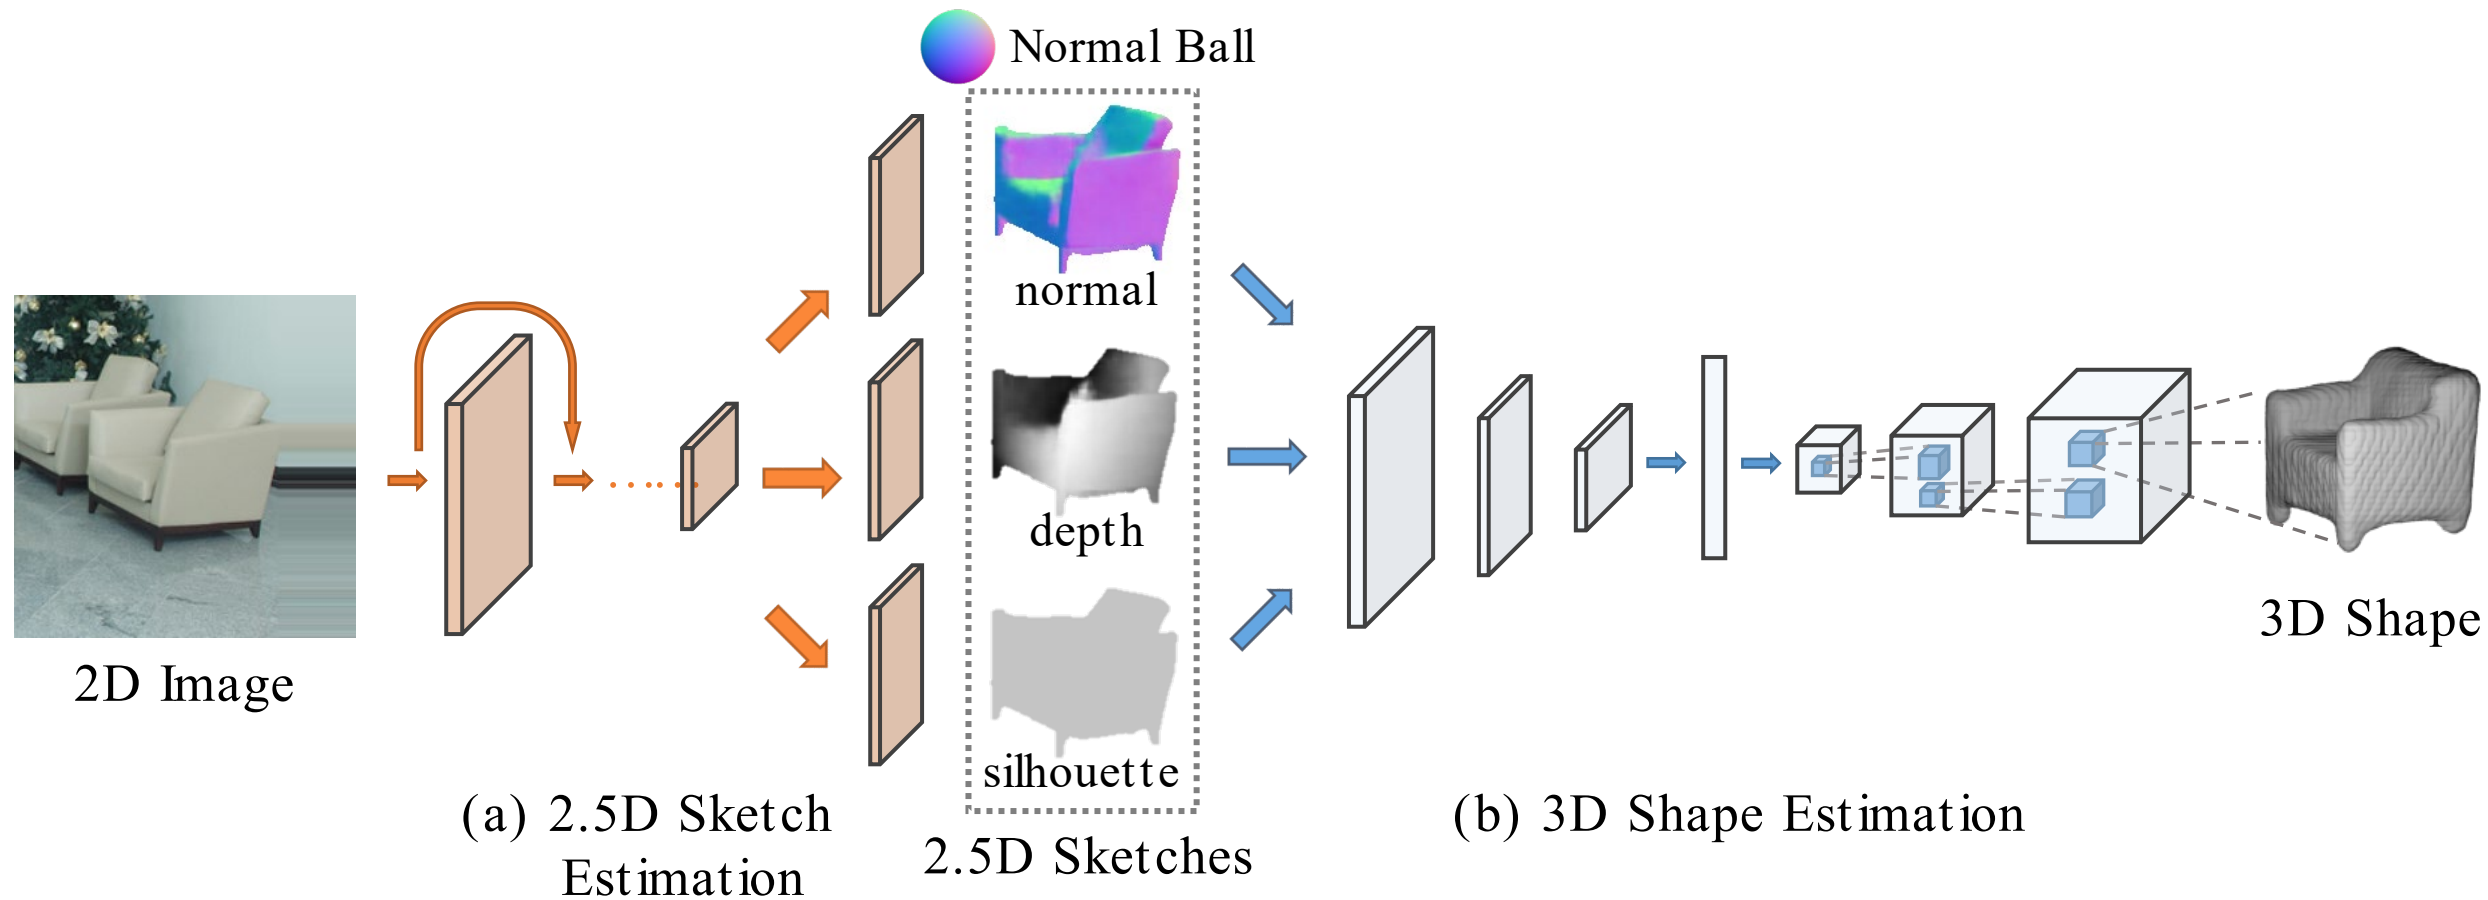 Normal Ball
normal
depth
silhouette
2D Image
(a) 2.5D Sketch
Estimation
2.5D Sketches
(b) 3D Shape Estimation
3D Shape